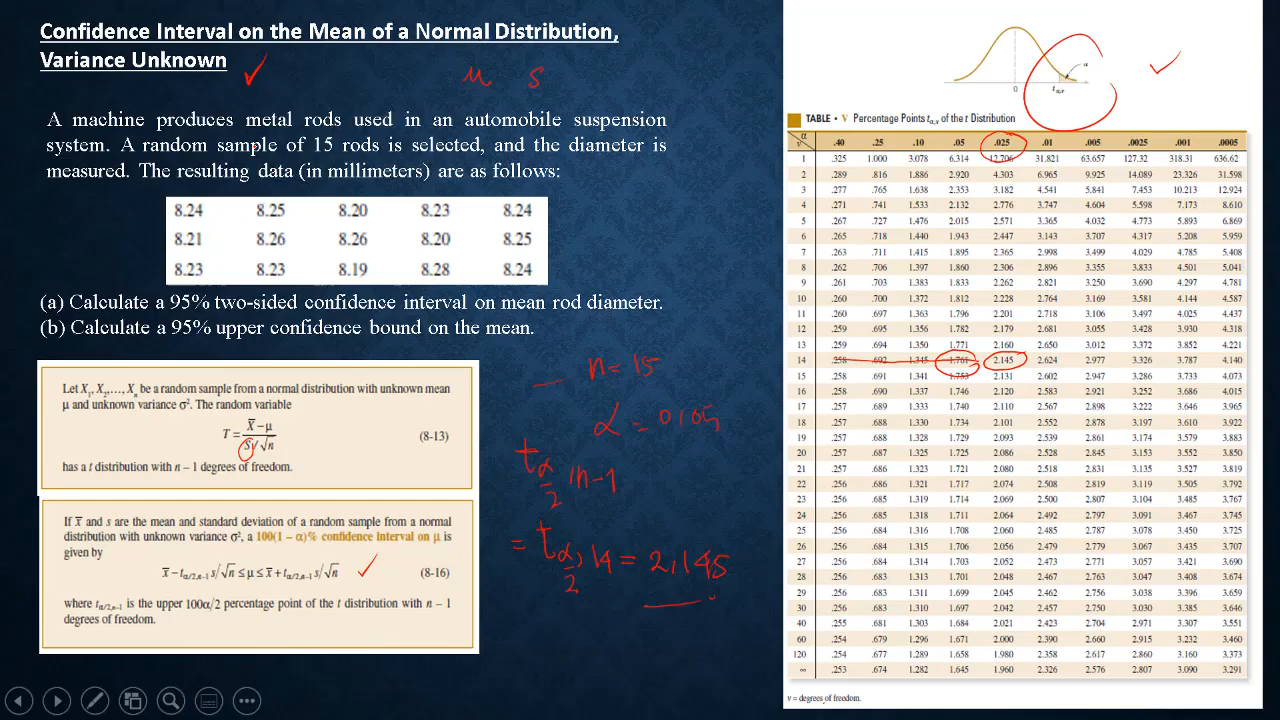 Confidence Interval on the Mean of a Normal Distribution,
Variance Unknown
μ s
A machine produces metal rods used in an automobile suspension
system. A random sample of 15 rods is selected, and the diameter is
measured. The resulting data (in millimeters) are as follows:
8.24 8.25 8.20 8.23 8.24
8.21 8.26 8.26 8.20 8.25
8.23 8.23 8.19 8.28 8.24
(a) Calculate a 95% two-sided confidence interval on mean rod diameter.
(b) Calculate a 95% upper confidence bound on the mean.
Let X₁, X₂,…, Xₙ be a random sample from a normal distribution with unknown mean
μ and unknown variance σ². The random variable
T = (X̄ − μ) / (S/√n) (8-13)
has a t distribution with n − 1 degrees of freedom.
If x̄ and s are the mean and standard deviation of a random sample from a normal
distribution with unknown variance σ², a 100(1 − α)% confidence interval on μ is
given by
x̄ − tα/2,n−1 s/√n ≤ μ ≤ x̄ + tα/2,n−1 s/√n (8-16)
where tα/2,n−1 is the upper 100α/2 percentage point of the t distribution with n − 1
degrees of freedom.
n = 15
α = 0,05
t α/2, n-1
= t α/2, 14 = 2,145
α
0 tα,ν
TABLE • V Percentage Points tα,ν of the t Distribution
α
ν .40 .25 .10 .05 .025 .01 .005 .0025 .001 .0005
1 .325 1.000 3.078 6.314 12.706 31.821 63.657 127.32 318.31 636.62
2 .289 .816 1.886 2.920 4.303 6.965 9.925 14.089 23.326 31.598
3 .277 .765 1.638 2.353 3.182 4.541 5.841 7.453 10.213 12.924
4 .271 .741 1.533 2.132 2.776 3.747 4.604 5.598 7.173 8.610
5 .267 .727 1.476 2.015 2.571 3.365 4.032 4.773 5.893 6.869
6 .265 .718 1.440 1.943 2.447 3.143 3.707 4.317 5.208 5.959
7 .263 .711 1.415 1.895 2.365 2.998 3.499 4.029 4.785 5.408
8 .262 .706 1.397 1.860 2.306 2.896 3.355 3.833 4.501 5.041
9 .261 .703 1.383 1.833 2.262 2.821 3.250 3.690 4.297 4.781
10 .260 .700 1.372 1.812 2.228 2.764 3.169 3.581 4.144 4.587
11 .260 .697 1.363 1.796 2.201 2.718 3.106 3.497 4.025 4.437
12 .259 .695 1.356 1.782 2.179 2.681 3.055 3.428 3.930 4.318
13 .259 .694 1.350 1.771 2.160 2.650 3.012 3.372 3.852 4.221
14 .258 .692 1.345 1.761 2.145 2.624 2.977 3.326 3.787 4.140
15 .258 .691 1.341 1.753 2.131 2.602 2.947 3.286 3.733 4.073
16 .258 .690 1.337 1.746 2.120 2.583 2.921 3.252 3.686 4.015
17 .257 .689 1.333 1.740 2.110 2.567 2.898 3.222 3.646 3.965
18 .257 .688 1.330 1.734 2.101 2.552 2.878 3.197 3.610 3.922
19 .257 .688 1.328 1.729 2.093 2.539 2.861 3.174 3.579 3.883
20 .257 .687 1.325 1.725 2.086 2.528 2.845 3.153 3.552 3.850
21 .257 .686 1.323 1.721 2.080 2.518 2.831 3.135 3.527 3.819
22 .256 .686 1.321 1.717 2.074 2.508 2.819 3.119 3.505 3.792
23 .256 .685 1.319 1.714 2.069 2.500 2.807 3.104 3.485 3.767
24 .256 .685 1.318 1.711 2.064 2.492 2.797 3.091 3.467 3.745
25 .256 .684 1.316 1.708 2.060 2.485 2.787 3.078 3.450 3.725
26 .256 .684 1.315 1.706 2.056 2.479 2.779 3.067 3.435 3.707
27 .256 .684 1.314 1.703 2.052 2.473 2.771 3.057 3.421 3.690
28 .256 .683 1.313 1.701 2.048 2.467 2.763 3.047 3.408 3.674
29 .256 .683 1.311 1.699 2.045 2.462 2.756 3.038 3.396 3.659
30 .256 .683 1.310 1.697 2.042 2.457 2.750 3.030 3.385 3.646
40 .255 .681 1.303 1.684 2.021 2.423 2.704 2.971 3.307 3.551
60 .254 .679 1.296 1.671 2.000 2.390 2.660 2.915 3.232 3.460
120 .254 .677 1.289 1.658 1.980 2.358 2.617 2.860 3.160 3.373
∞ .253 .674 1.282 1.645 1.960 2.326 2.576 2.807 3.090 3.291
ν = degrees of freedom.